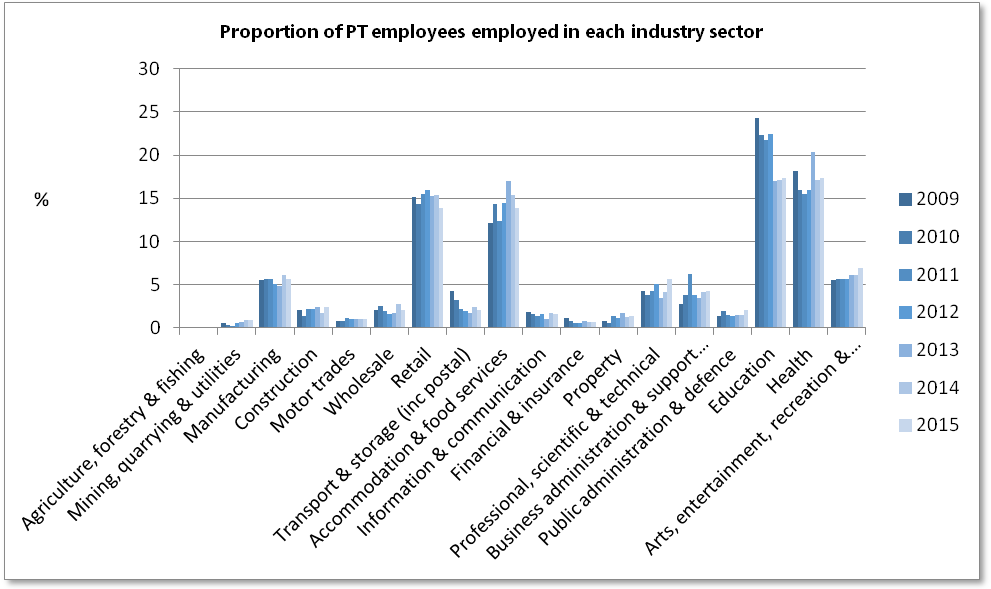 Proportion of PT employees employed in each industry sector
30
25
20
15
10
5
0
%
Agriculture, forestry & fishing
Mining, quarrying & utilities
Manufacturing
Construction
Motor trades
Wholesale
Retail
Transport & storage (inc postal)
Accommodation & food services
Information & communication
Financial & insurance
Property
Professional, scientific & technical
Business administration & support...
Public administration & defence
Education
Health
Arts, entertainment, recreation &...
2009
2010
2011
2012
2013
2014
2015